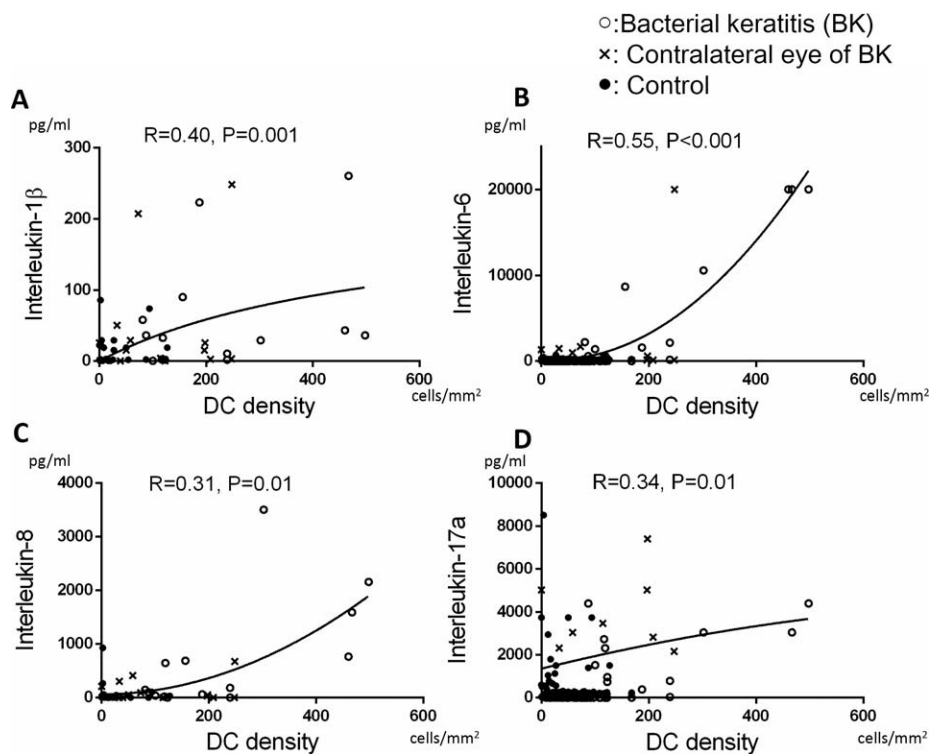 ○:Bacterial keratitis (BK)
×: Contralateral eye of BK
●: Control
A
pg/ml
R=0.40, P=0.001
300
200
100
0
0
200
400
600
Interleukin-1β
DC density
cells/mm²
B
pg/ml
R=0.55, P<0.001
20000
10000
0
0
200
400
600
Interleukin-6
DC density
cells/mm²
C
pg/ml
R=0.31, P=0.01
4000
3000
2000
1000
0
0
200
400
600
Interleukin-8
DC density
cells/mm²
D
pg/ml
R=0.34, P=0.01
10000
8000
6000
4000
2000
0
0
200
400
600
Interleukin-17a
DC density
cells/mm²